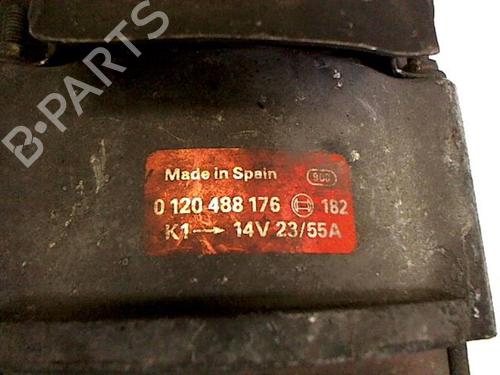 B-PARTS
Made in Spain
0 120 488 176 182
K1→ 14V 23/55A